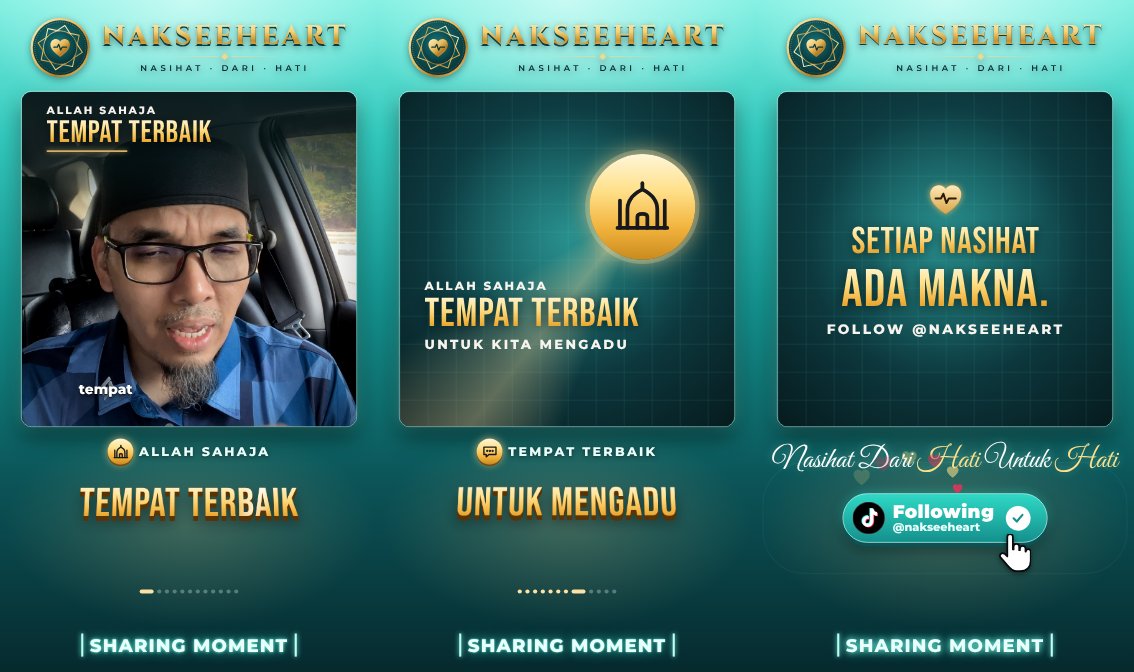 NAKSEEHEART
NASIHAT · DARI · HATI
ALLAH SAHAJA
TEMPAT TERBAIK
tempat
ALLAH SAHAJA
TEMPAT TERBAIK
SHARING MOMENT
NAKSEEHEART
NASIHAT · DARI · HATI
ALLAH SAHAJA
TEMPAT TERBAIK
UNTUK KITA MENGADU
TEMPAT TERBAIK
UNTUK MENGADU
SHARING MOMENT
NAKSEEHEART
NASIHAT · DARI · HATI
SETIAP NASIHAT
ADA MAKNA.
FOLLOW @NAKSEEHEART
Nasihat Dari Hati Untuk Hati
Following
@nakseeheart
SHARING MOMENT